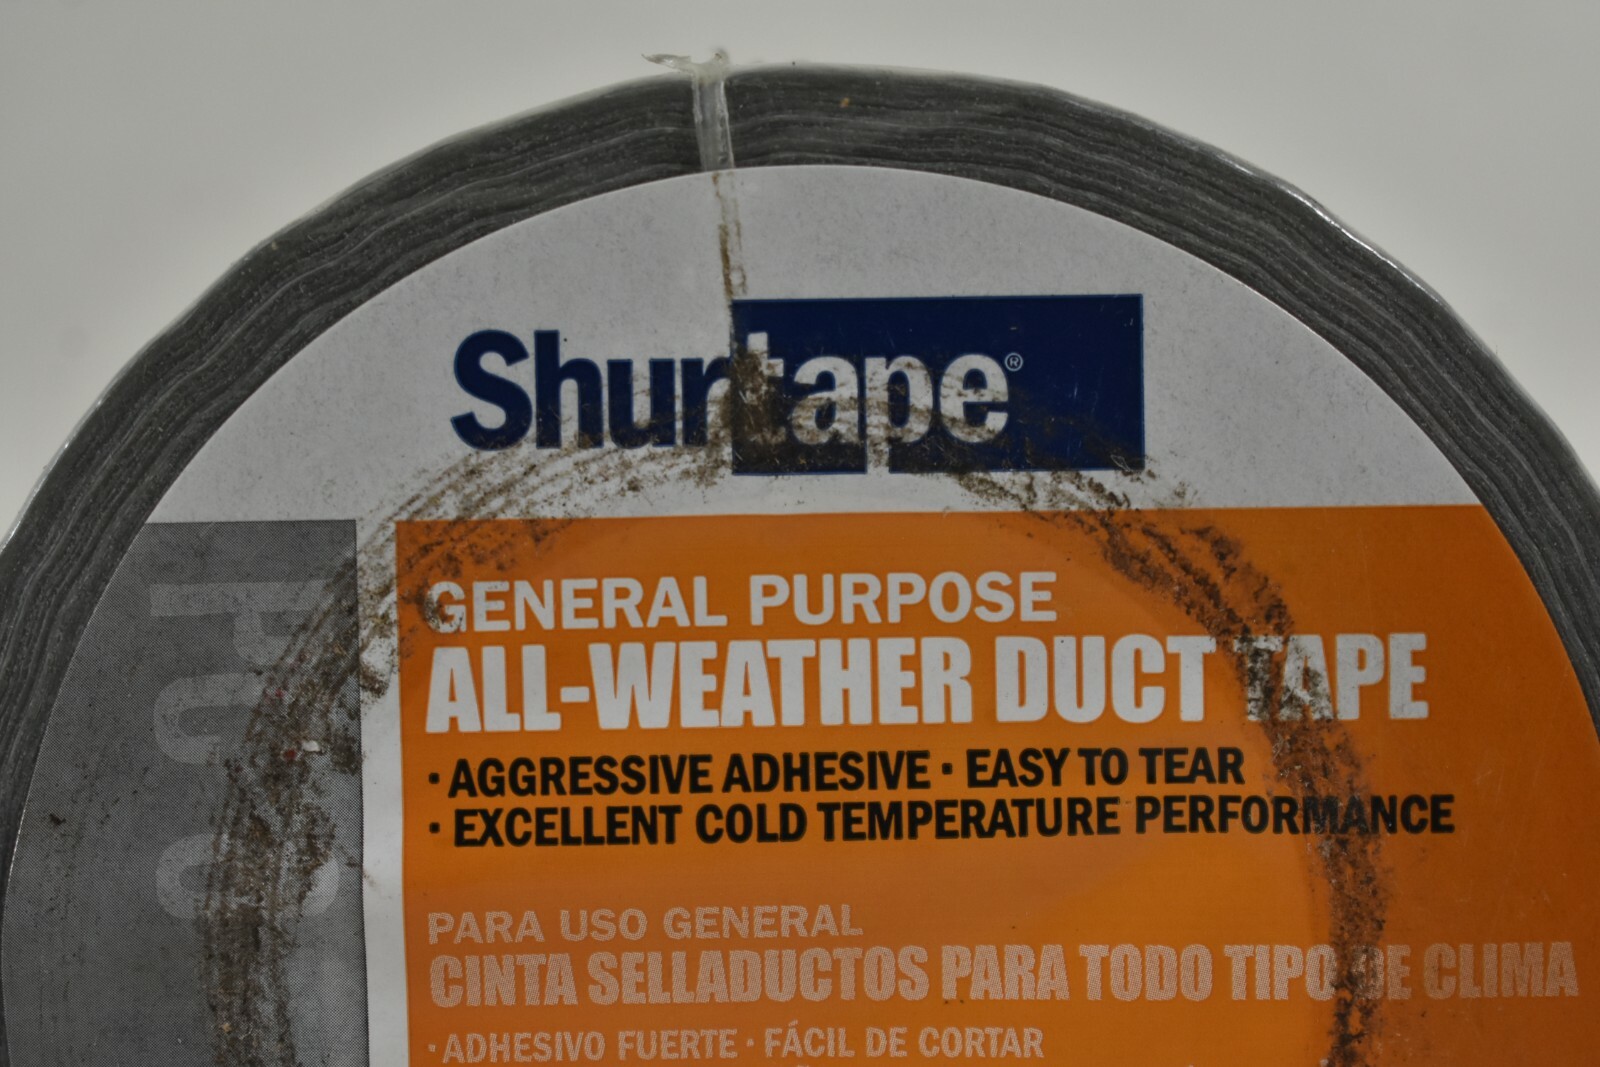 Shurtape®
GENERAL PURPOSE
ALL-WEATHER DUCT TAPE
• AGGRESSIVE ADHESIVE • EASY TO TEAR
• EXCELLENT COLD TEMPERATURE PERFORMANCE
PARA USO GENERAL
CINTA SELLADUCTOS PARA TODO TIPO DE CLIMA
• ADHESIVO FUERTE • FÁCIL DE CORTAR